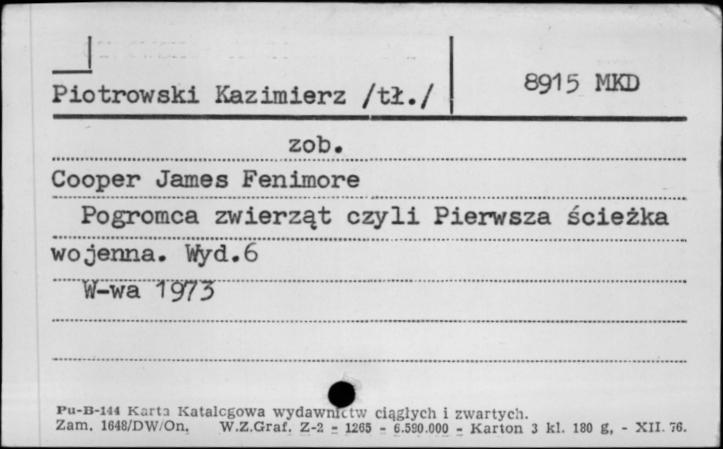 Piotrowski Kazimierz /tł./
8915 MKD
zob.
Cooper James Fenimore
Pogromca zwierząt czyli Pierwsza ścieżka
wojenna. Wyd.6
W-wa 1973
Pu-B-144 Karta Katalogowa wydawnictw ciągłych i zwartych.
Zam. 1648/DW/On. W.Z.Graf. Z-2 - 1265 - 6.590.000 - Karton 3 kl. 180 g. - XII. 76.